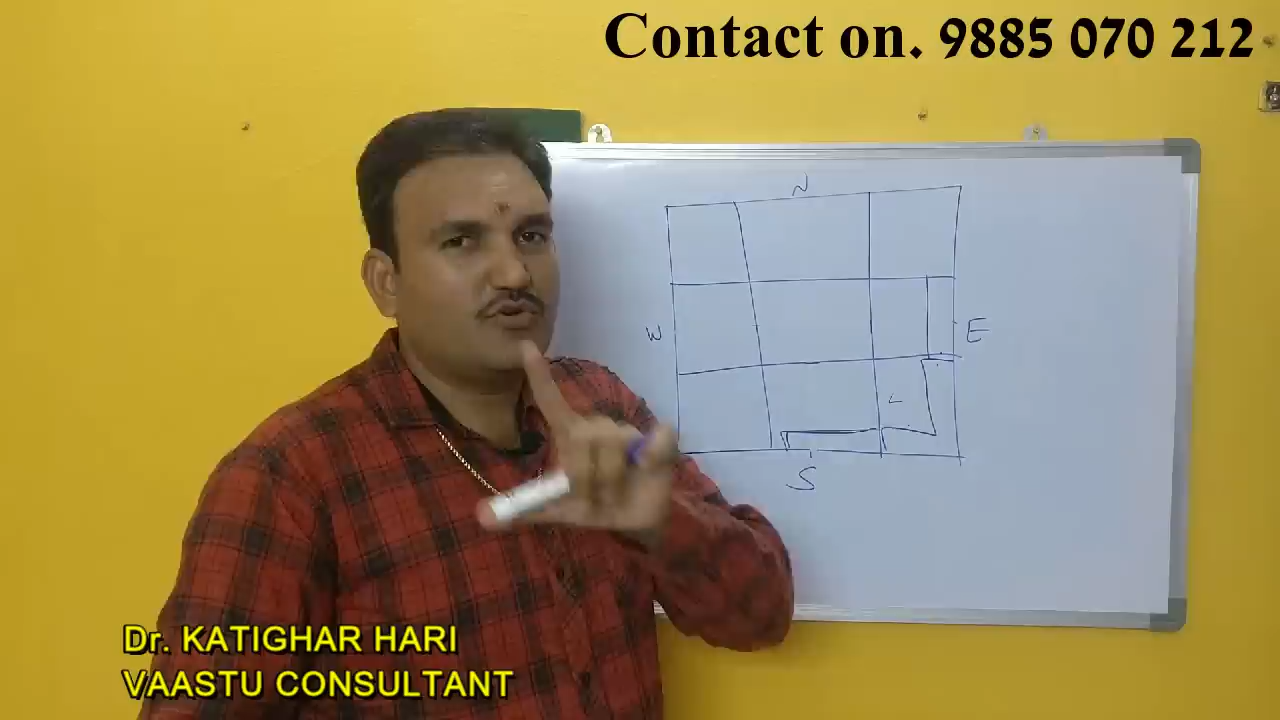 Contact on. 9885 070 212
N
W
E
S
Dr. KATIGHAR HARI
VAASTU CONSULTANT